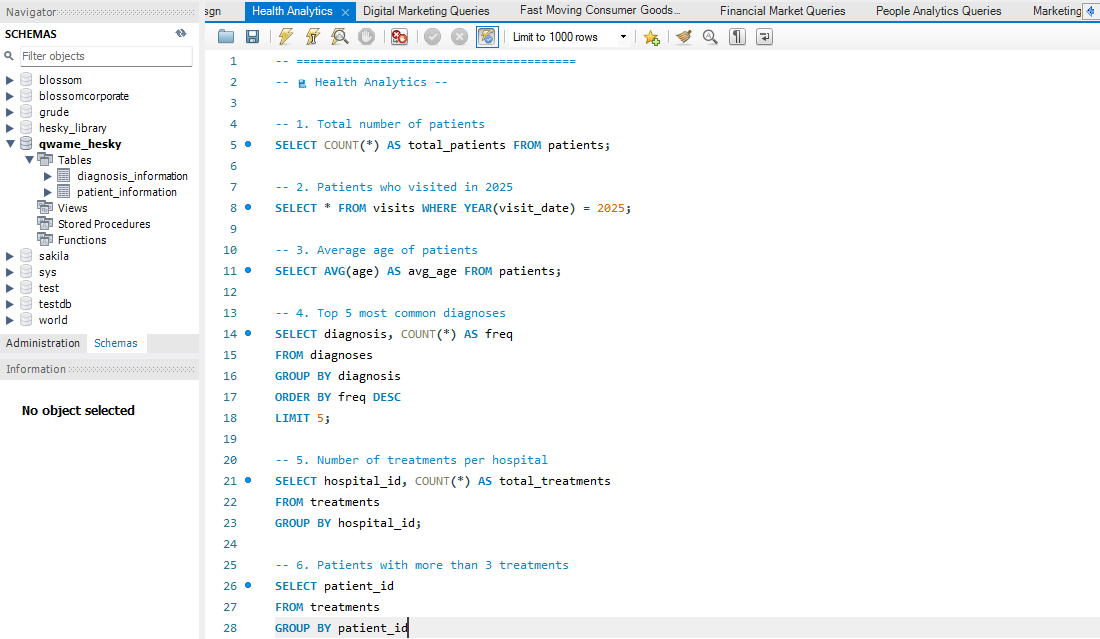 Navigator
SCHEMAS
Filter objects
blossom
blossomcorporate
grude
hesky_library
qwame_hesky
Tables
diagnosis_information
patient_information
Views
Stored Procedures
Functions
sakila
sys
test
testdb
world
Administration Schemas
Information
No object selected
sign Health Analytics Digital Marketing Queries Fast Moving Consumer Goods... Financial Market Queries People Analytics Queries Marketing
Limit to 1000 rows
1 -- ========================================
2 -- Health Analytics --
3
4 -- 1. Total number of patients
5 SELECT COUNT(*) AS total_patients FROM patients;
6
7 -- 2. Patients who visited in 2025
8 SELECT * FROM visits WHERE YEAR(visit_date) = 2025;
9
10 -- 3. Average age of patients
11 SELECT AVG(age) AS avg_age FROM patients;
12
13 -- 4. Top 5 most common diagnoses
14 SELECT diagnosis, COUNT(*) AS freq
15 FROM diagnoses
16 GROUP BY diagnosis
17 ORDER BY freq DESC
18 LIMIT 5;
19
20 -- 5. Number of treatments per hospital
21 SELECT hospital_id, COUNT(*) AS total_treatments
22 FROM treatments
23 GROUP BY hospital_id;
24
25 -- 6. Patients with more than 3 treatments
26 SELECT patient_id
27 FROM treatments
28 GROUP BY patient_id